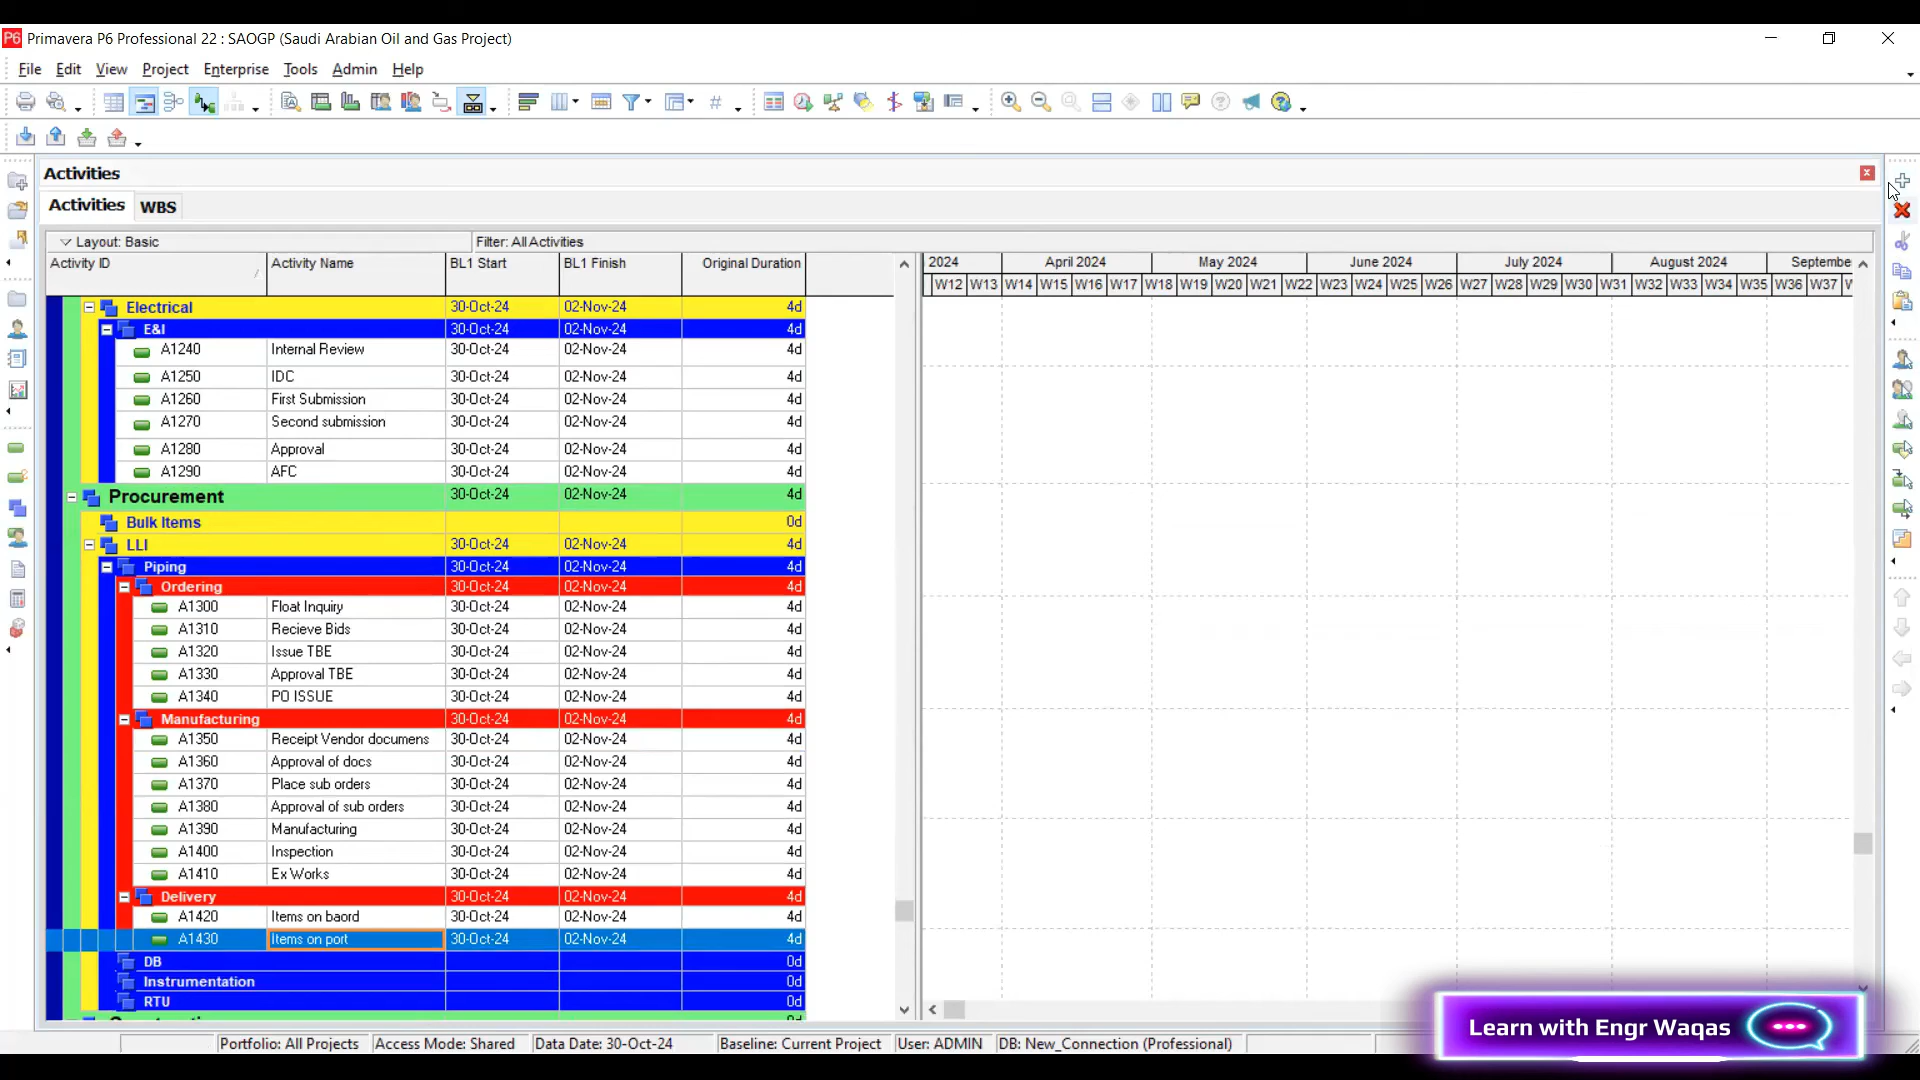 P6 Primavera P6 Professional 22 : SAOGP (Saudi Arabian Oil and Gas Project)
File Edit View Project Enterprise Tools Admin Help
Activities
Activities WBS
Layout: Basic Filter: All Activities
Activity ID Activity Name BL1 Start BL1 Finish Original Duration
2024 April 2024 May 2024 June 2024 July 2024 August 2024 Septembe
W12 W13 W14 W15 W16 W17 W18 W19 W20 W21 W22 W23 W24 W25 W26 W27 W28 W29 W30 W31 W32 W33 W34 W35 W36 W37
Electrical 30-Oct-24 02-Nov-24 4d
E&I 30-Oct-24 02-Nov-24 4d
A1240 Internal Review 30-Oct-24 02-Nov-24 4d
A1250 IDC 30-Oct-24 02-Nov-24 4d
A1260 First Submission 30-Oct-24 02-Nov-24 4d
A1270 Second submission 30-Oct-24 02-Nov-24 4d
A1280 Approval 30-Oct-24 02-Nov-24 4d
A1290 AFC 30-Oct-24 02-Nov-24 4d
Procurement 30-Oct-24 02-Nov-24 4d
Bulk Items 0d
LLI 30-Oct-24 02-Nov-24 4d
Piping 30-Oct-24 02-Nov-24 4d
Ordering 30-Oct-24 02-Nov-24 4d
A1300 Float Inquiry 30-Oct-24 02-Nov-24 4d
A1310 Recieve Bids 30-Oct-24 02-Nov-24 4d
A1320 Issue TBE 30-Oct-24 02-Nov-24 4d
A1330 Approval TBE 30-Oct-24 02-Nov-24 4d
A1340 PO ISSUE 30-Oct-24 02-Nov-24 4d
Manufacturing 30-Oct-24 02-Nov-24 4d
A1350 Receipt Vendor documens 30-Oct-24 02-Nov-24 4d
A1360 Approval of docs 30-Oct-24 02-Nov-24 4d
A1370 Place sub orders 30-Oct-24 02-Nov-24 4d
A1380 Approval of sub orders 30-Oct-24 02-Nov-24 4d
A1390 Manufacturing 30-Oct-24 02-Nov-24 4d
A1400 Inspection 30-Oct-24 02-Nov-24 4d
A1410 Ex Works 30-Oct-24 02-Nov-24 4d
Delivery 30-Oct-24 02-Nov-24 4d
A1420 Items on baord 30-Oct-24 02-Nov-24 4d
A1430 Items on port 30-Oct-24 02-Nov-24 4d
DB 0d
Instrumentation 0d
RTU 0d
Learn with Engr Waqas
Portfolio: All Projects Access Mode: Shared Data Date: 30-Oct-24 Baseline: Current Project User: ADMIN DB: New_Connection (Professional)